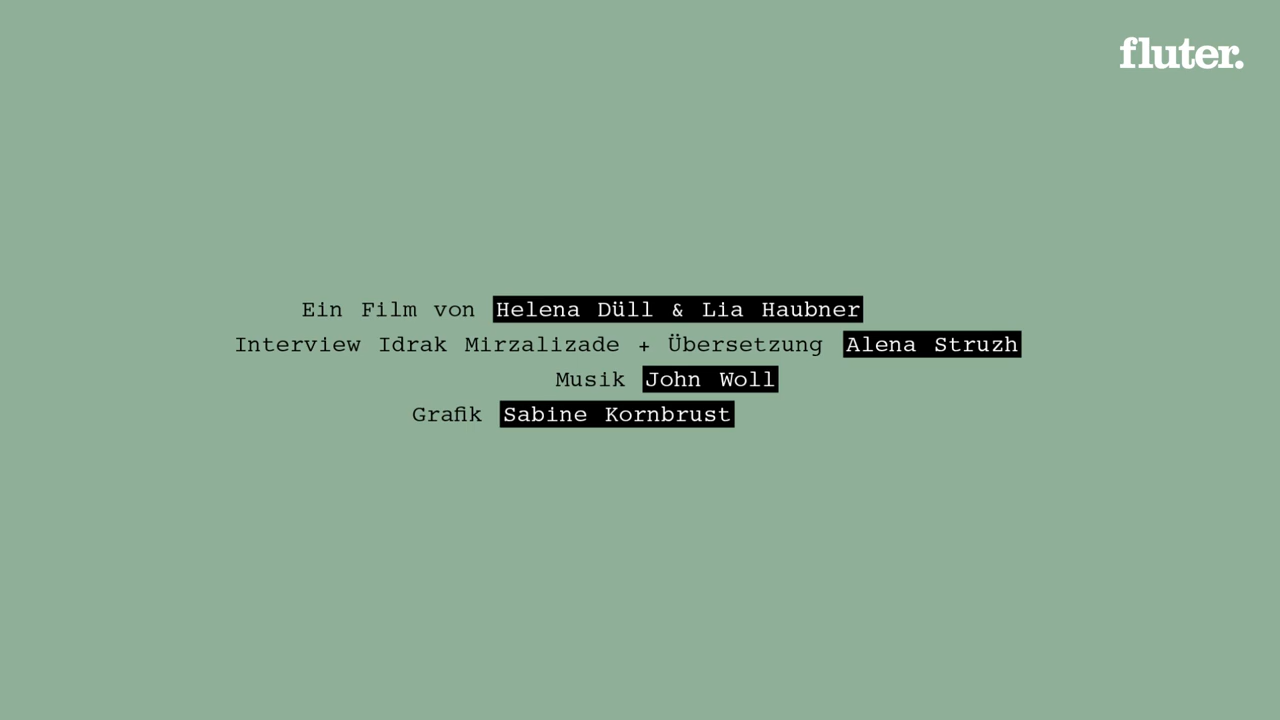 fluter.
Ein Film von Helena Düll & Lia Haubner
Interview Idrak Mirzalizade + Übersetzung Alena Struzh
Musik John Woll
Grafik Sabine Kornbrust